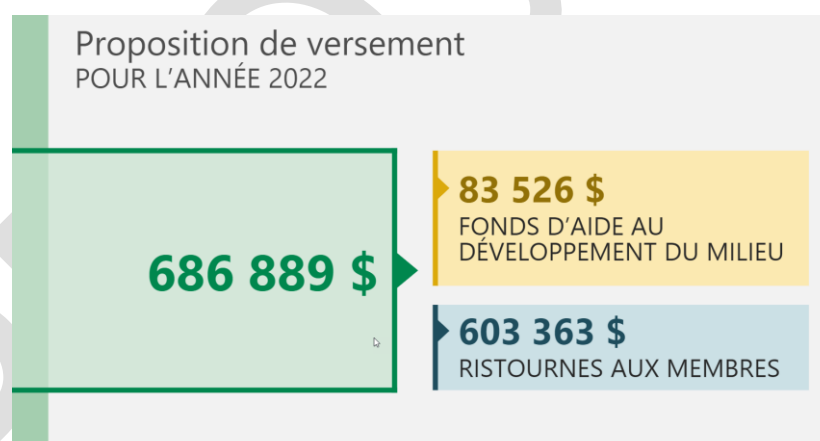 Proposition de versement
POUR L'ANNÉE 2022
686 889 $
83 526 $
FONDS D'AIDE AU
DÉVELOPPEMENT DU MILIEU
603 363 $
RISTOURNES AUX MEMBRES